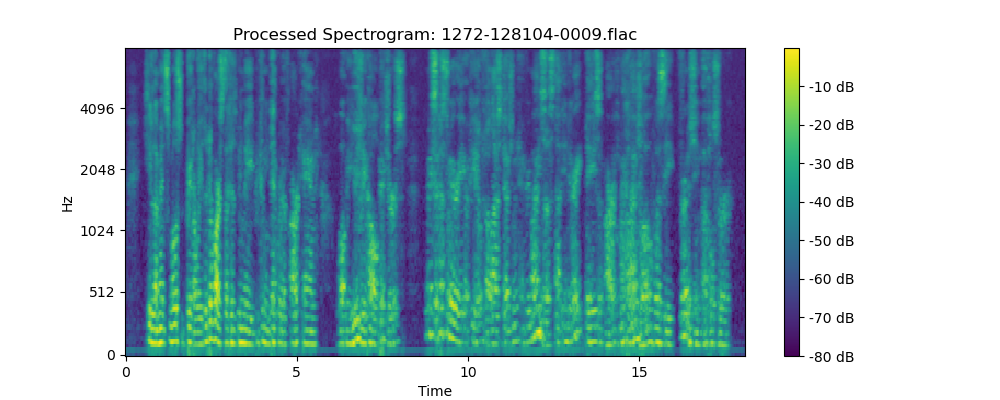 Processed Spectrogram: 1272-128104-0009.flac
4096
2048
1024
512
0
Hz
0
5
10
15
Time
-10 dB
-20 dB
-30 dB
-40 dB
-50 dB
-60 dB
-70 dB
-80 dB